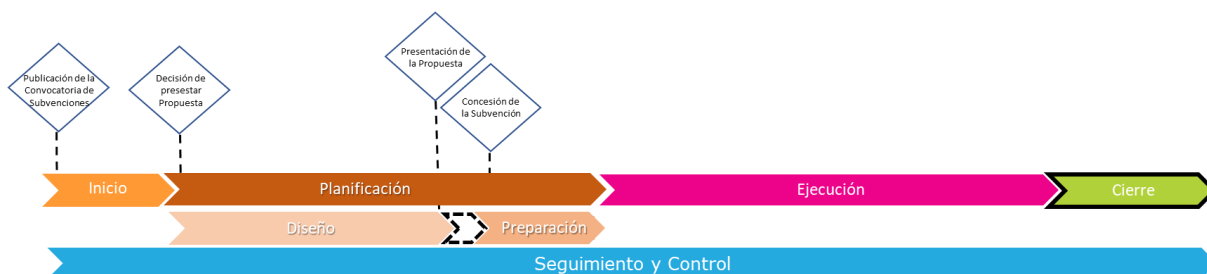 Publicación de la
Convocatoria de
Subvenciones
Decisión de
presestar
Propuesta
Presentación de
la Propuesta
Concesión de
la Subvención
Inicio
Planificación
Ejecución
Cierre
Diseño
Preparación
Seguimiento y Control